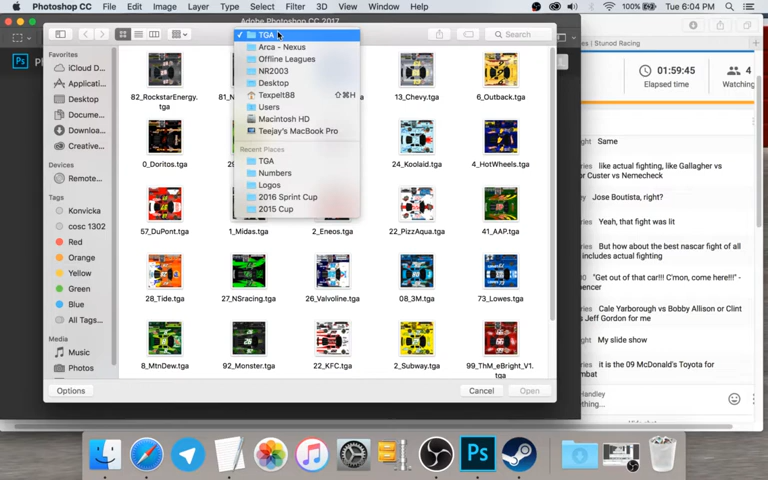 Photoshop CC File Edit Image Layer Type Select Filter 3D View Window Help 100% Tue 6:04 PM
Adobe Photoshop CC 2017
Stunod Racing
TGA
Search
Arca - Nexus
Offline Leagues
NR2003
Desktop
Texpelt88 ⇧⌘H
Users
Macintosh HD
Teejay's MacBook Pro
Recent Places
TGA
Numbers
Logos
2016 Sprint Cup
2015 Cup
Favorites
iCloud D...
Applicati...
Desktop
Docume...
Downloa...
Creative...
Devices
Remote...
Tags
Konvicka
cosc 1302
Red
Orange
Yellow
Green
Blue
All Tags...
Media
Music
Photos
82_RockstarEnergy.
tga
13_Chevy.tga
6_Outback.tga
0_Doritos.tga
24_Koolaid.tga
4_HotWheels.tga
57_DuPont.tga
1_Midas.tga
2_Eneos.tga
22_PizzAqua.tga
41_AAP.tga
28_Tide.tga
27_NSracing.tga
26_Valvoline.tga
08_3M.tga
73_Lowes.tga
8_MtnDew.tga
92_Monster.tga
22_KFC.tga
2_Subway.tga
99_ThM_eBright_V1.
tga
Options
Cancel
Open
01:59:45
Elapsed time
4
Watching
Same
like actual fighting, like Gallagher vs
or Custer vs Nemecheck
Jose Boutista, right?
Yeah, that fight was lit
But how about the best nascar fight of all
includes actual fighting
"Get out of that car!!! C'mon, come here!!!" -
Cale Yarborough vs Bobby Allison or Clint
s Jeff Gordon for me
My slide show
it is the 09 McDonald's Toyota for
Handley
Ps